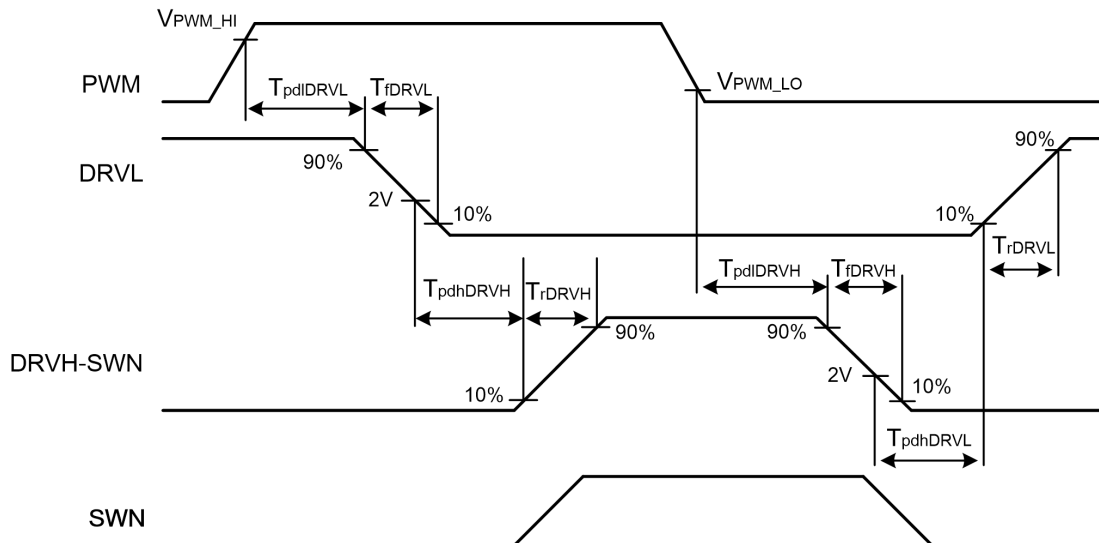 VPWM_HI
PWM
TpdlDRVL
TfDRVL
VPWM_LO
DRVL
90%
2V
10%
90%
10%
TrDRVL
TpdhDRVH
TrDRVH
TpdlDRVH
TfDRVH
DRVH-SWN
10%
90%
90%
2V
10%
TpdhDRVL
SWN